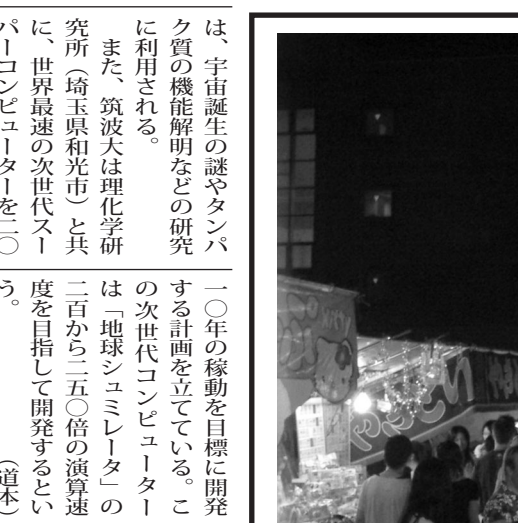 は、宇宙誕生の謎やタンパ
ク質の機能解明などの研究
に利用される。
また、筑波大は理化学研
究所（埼玉県和光市）と共
に、世界最速の次世代スー
パーコンピューターを二〇
一〇年の稼動を目標に開発
する計画を立てている。こ
の次世代コンピューター
は「地球シュミレータ」の
二百から二五〇倍の演算速
度を目指して開発するとい
う。　　　　　（道本）
やきとり